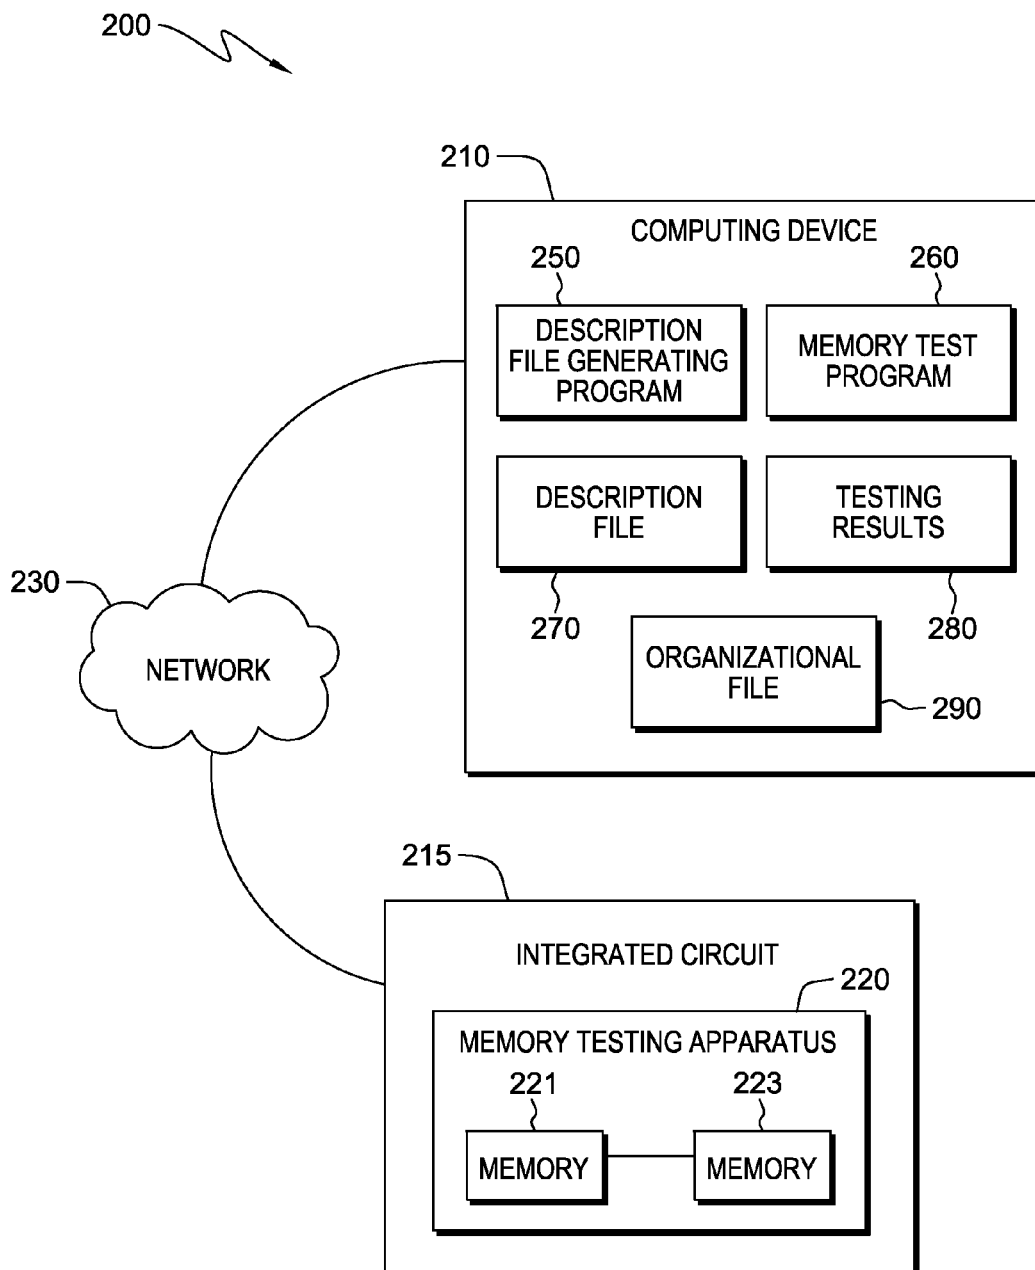 200
210
COMPUTING DEVICE
250
260
DESCRIPTION
FILE GENERATING
PROGRAM
MEMORY TEST
PROGRAM
DESCRIPTION
FILE
TESTING
RESULTS
270
280
230
NETWORK
ORGANIZATIONAL
FILE
290
215
INTEGRATED CIRCUIT
220
MEMORY TESTING APPARATUS
221
223
MEMORY
MEMORY